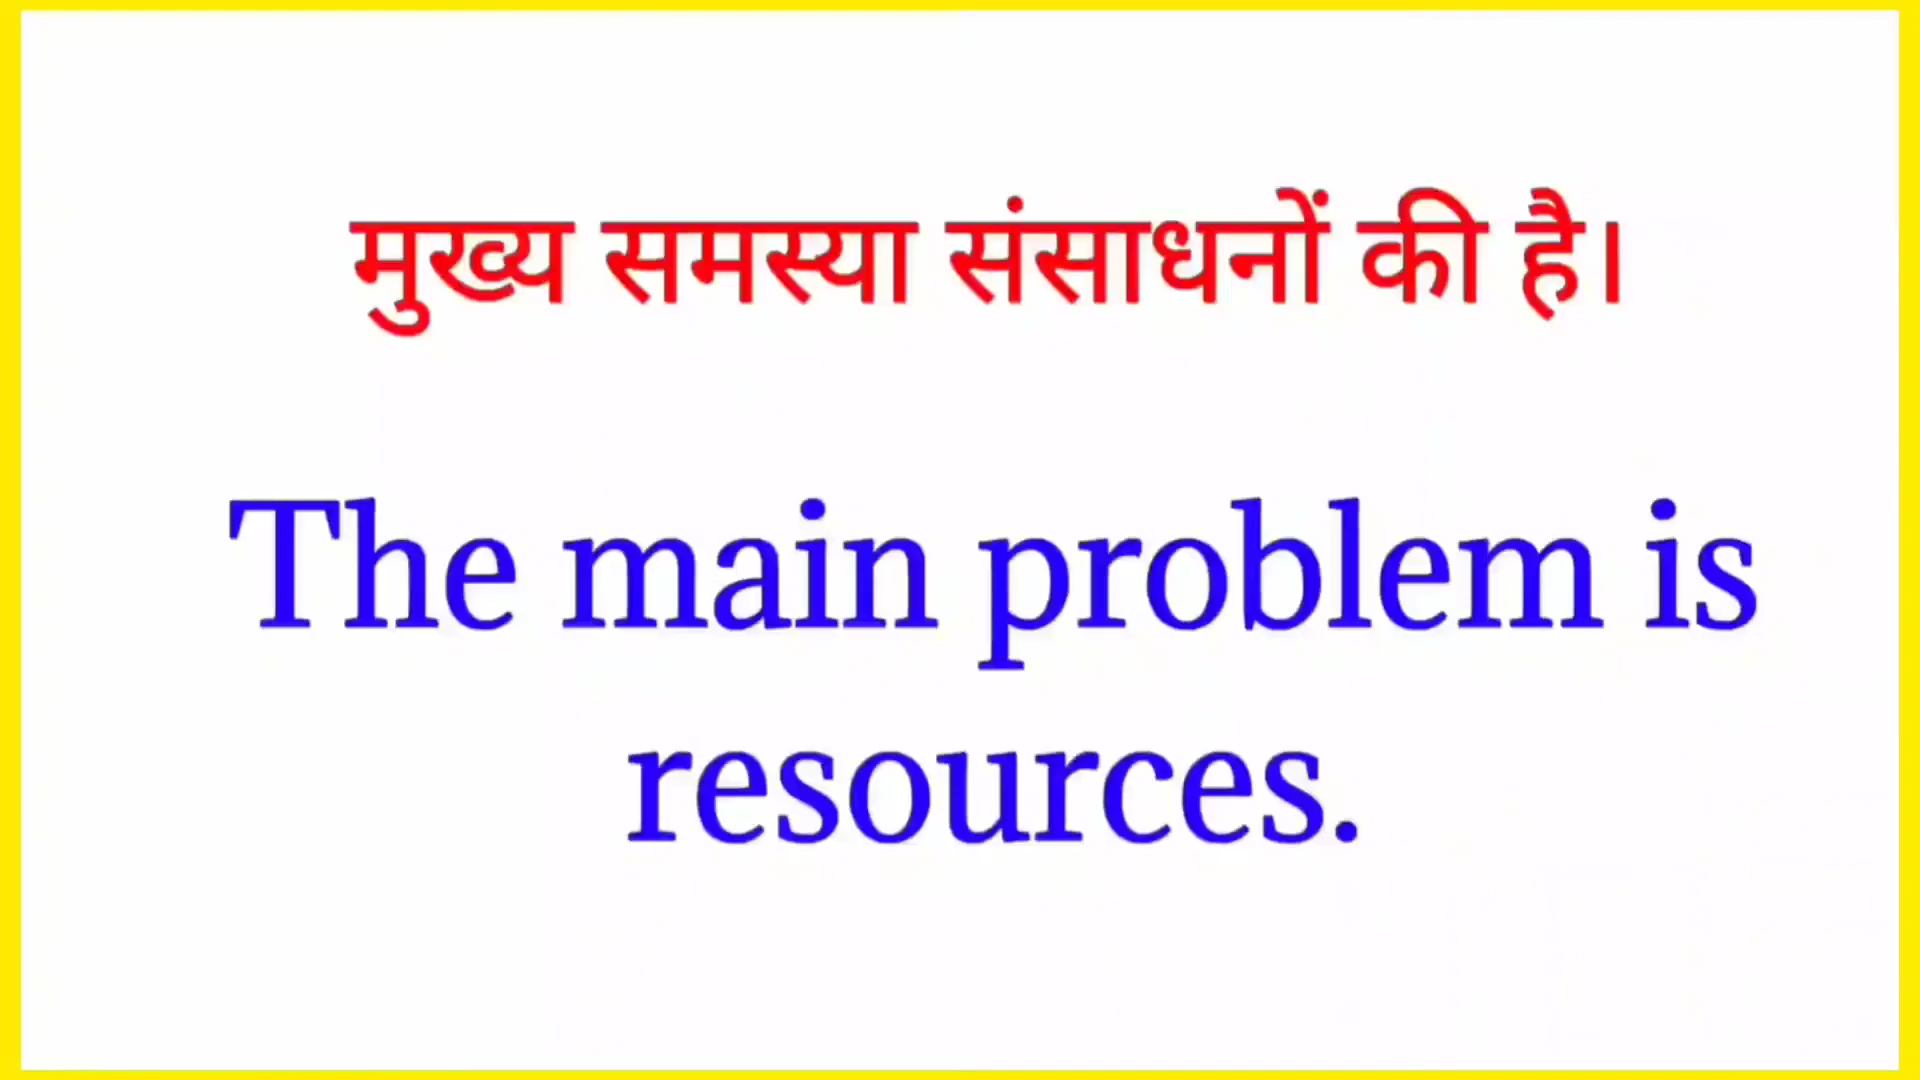 मुख्य समस्या संसाधनों की है।
The main problem is
resources.